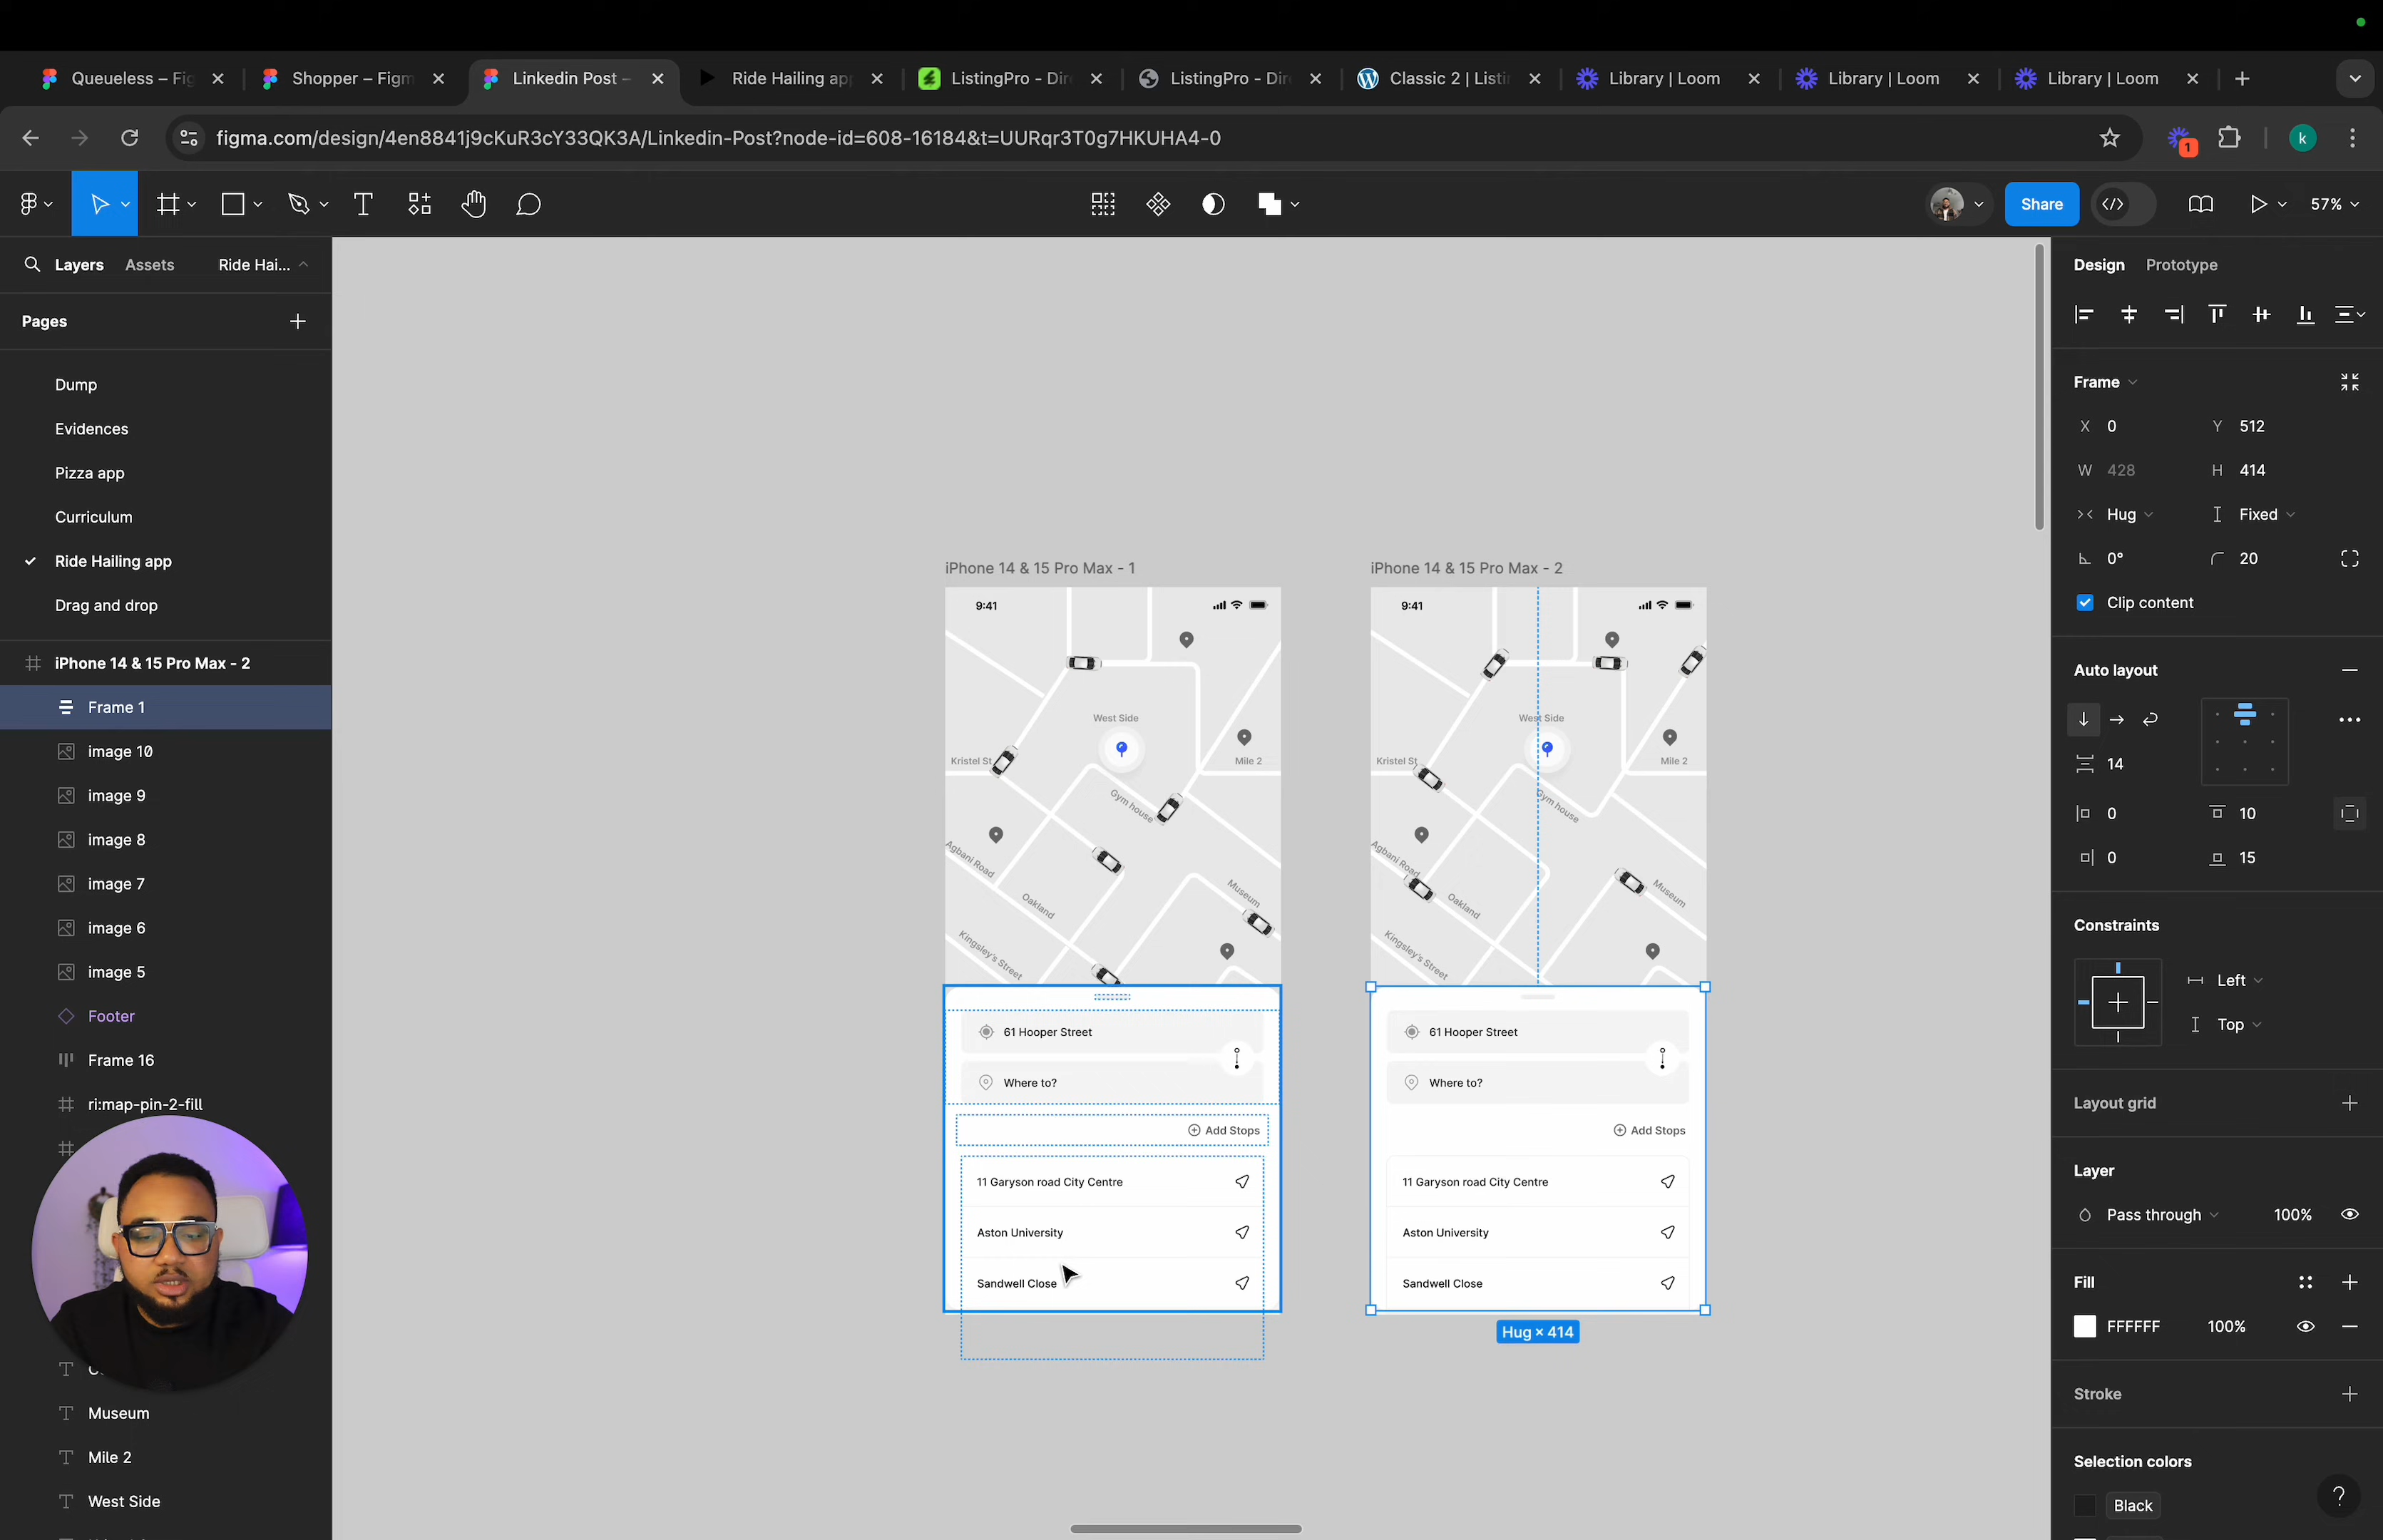 Queueless – Fig
Shopper – Figm
Linkedin Post –
Ride Hailing app
ListingPro - Dire
ListingPro - Dire
Classic 2 | Listi
Library | Loom
Library | Loom
Library | Loom
figma.com/design/4en8841j9cKuR3cY33QK3A/Linkedin-Post?node-id=608-16184&t=UURqr3T0g7HKUHA4-0
1
k
Share
57%
Layers
Assets
Ride Hai...
Pages
Dump
Evidences
Pizza app
Curriculum
Ride Hailing app
Drag and drop
iPhone 14 & 15 Pro Max - 2
Frame 1
image 10
image 9
image 8
image 7
image 6
image 5
Footer
Frame 16
ri:map-pin-2-fill
Museum
Mile 2
West Side
iPhone 14 & 15 Pro Max - 1
9:41
West Side
Kristel St
Mile 2
Gym house
Agbani Road
Oakland
Museum
Kingsley's Street
61 Hooper Street
Where to?
Add Stops
11 Garyson road City Centre
Aston University
Sandwell Close
iPhone 14 & 15 Pro Max - 2
9:41
West Side
Kristel St
Mile 2
Gym house
Agbani Road
Oakland
Museum
Kingsley's Street
61 Hooper Street
Where to?
Add Stops
11 Garyson road City Centre
Aston University
Sandwell Close
Hug × 414
Design
Prototype
Frame
X 0
Y 512
W 428
H 414
Hug
Fixed
0°
20
Clip content
Auto layout
14
0
10
0
15
Constraints
Left
Top
Layout grid
Layer
Pass through
100%
Fill
FFFFFF
100%
Stroke
Selection colors
Black
?